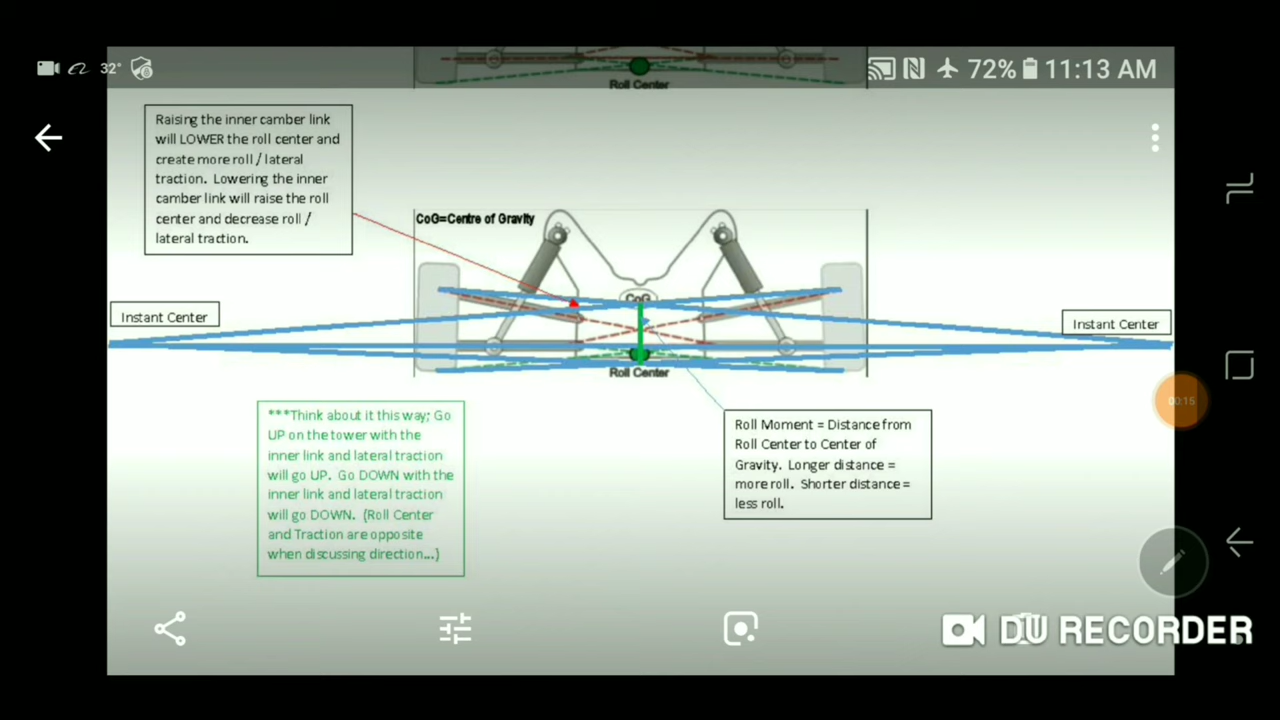 32°
72%
11:13 AM
Roll Center
Raising the inner camber link
will LOWER the roll center and
create more roll / lateral
traction. Lowering the inner
camber link will raise the roll
center and decrease roll /
lateral traction.
CoG=Centre of Gravity
CoG
Instant Center
Instant Center
Roll Center
00:15
***Think about it this way; Go
UP on the tower with the
inner link and lateral traction
will go UP. Go DOWN with the
inner link and lateral traction
will go DOWN. (Roll Center
and Traction are opposite
when discussing direction...)
Roll Moment = Distance from
Roll Center to Center of
Gravity. Longer distance =
more roll. Shorter distance =
less roll.
DU RECORDER